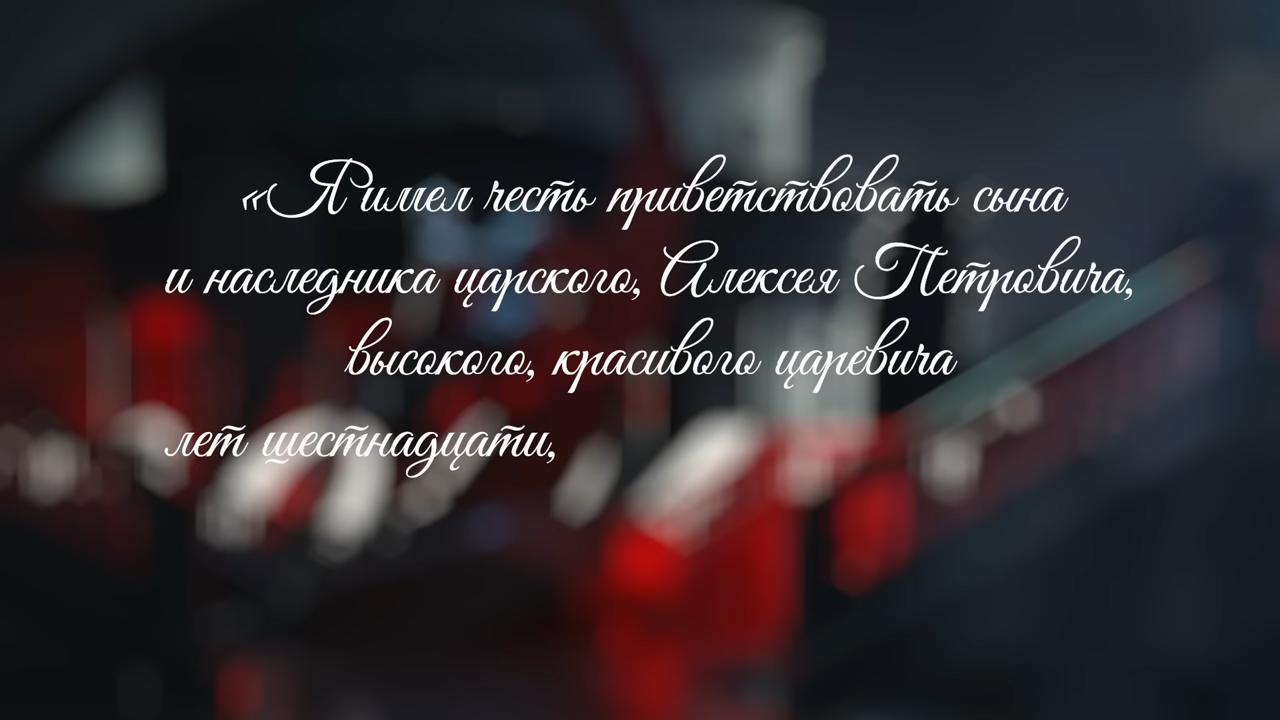 «Я имел честь приветствовать сына
и наследника царского, Алексея Петровича,
высокого, красивого царевича
лет шестнадцати,